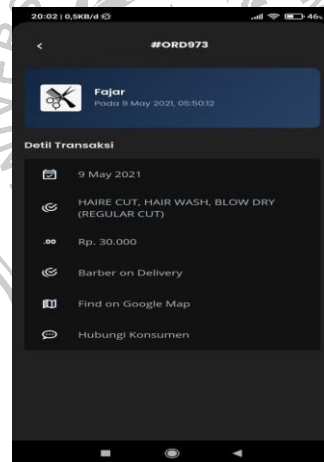 20:02 | 0,5KB/d
46%
#ORD973
Fajar
Pada 9 May 2021, 05:50:12
Detil Transaksi
9 May 2021
HAIRE CUT, HAIR WASH, BLOW DRY
(REGULAR CUT)
.00
Rp. 30.000
Barber on Delivery
Find on Google Map
Hubungi Konsumen